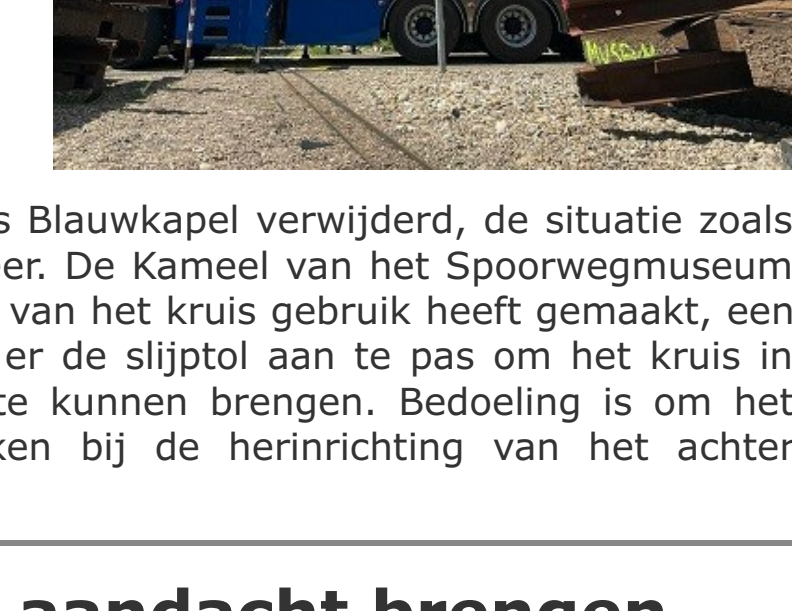 MUSEUM
s Blauwkapel verwijderd, de situatie zoals
er. De Kameel van het Spoorwegmuseum
van het kruis gebruik heeft gemaakt, een
er de slijptol aan te pas om het kruis in
te kunnen brengen. Bedoeling is om het
ken bij de herinrichting van het achter
aandacht brengen